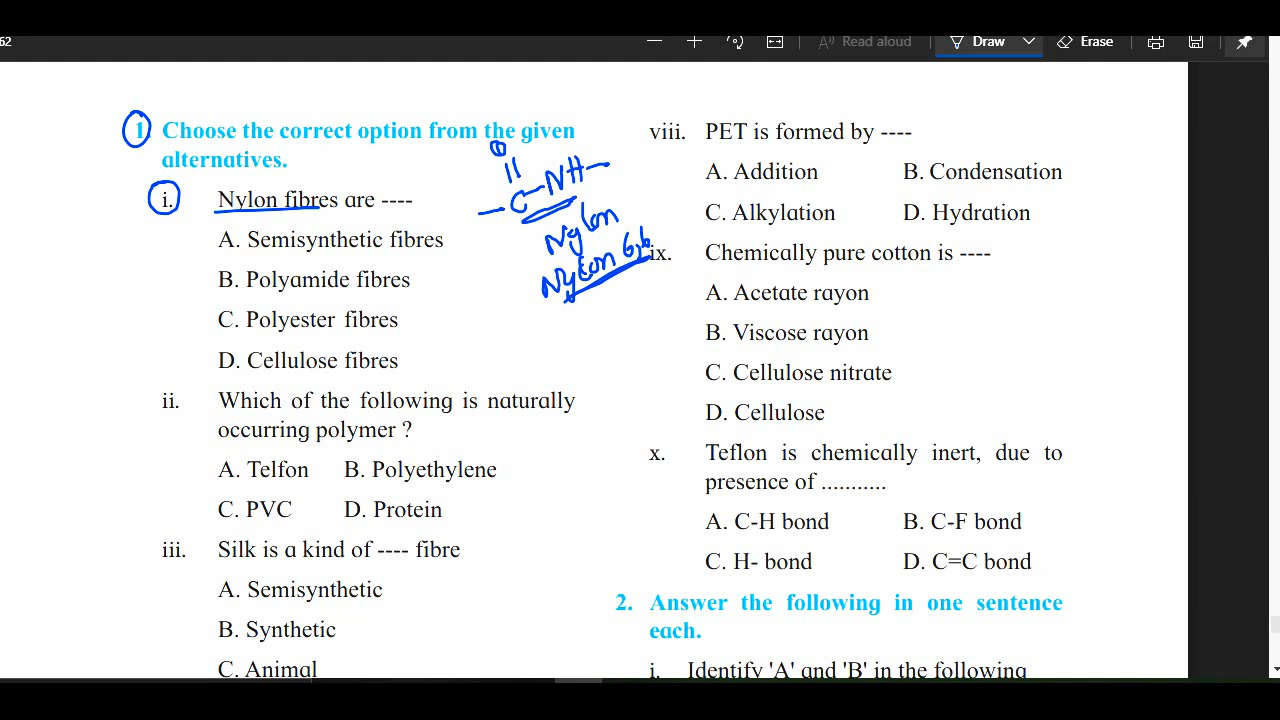 62
Read aloud
Draw
Erase
1. Choose the correct option from the given
alternatives.
i. Nylon fibres are ----
A. Semisynthetic fibres
B. Polyamide fibres
C. Polyester fibres
D. Cellulose fibres
O
||
— C — NH —
Nylon
Nylon 6,6
ii. Which of the following is naturally
occurring polymer ?
A. Telfon B. Polyethylene
C. PVC D. Protein
iii. Silk is a kind of ---- fibre
A. Semisynthetic
B. Synthetic
C. Animal
viii. PET is formed by ----
A. Addition B. Condensation
C. Alkylation D. Hydration
ix. Chemically pure cotton is ----
A. Acetate rayon
B. Viscose rayon
C. Cellulose nitrate
D. Cellulose
x. Teflon is chemically inert, due to
presence of ...........
A. C-H bond B. C-F bond
C. H- bond D. C=C bond
2. Answer the following in one sentence
each.
i. Identify 'A' and 'B' in the following